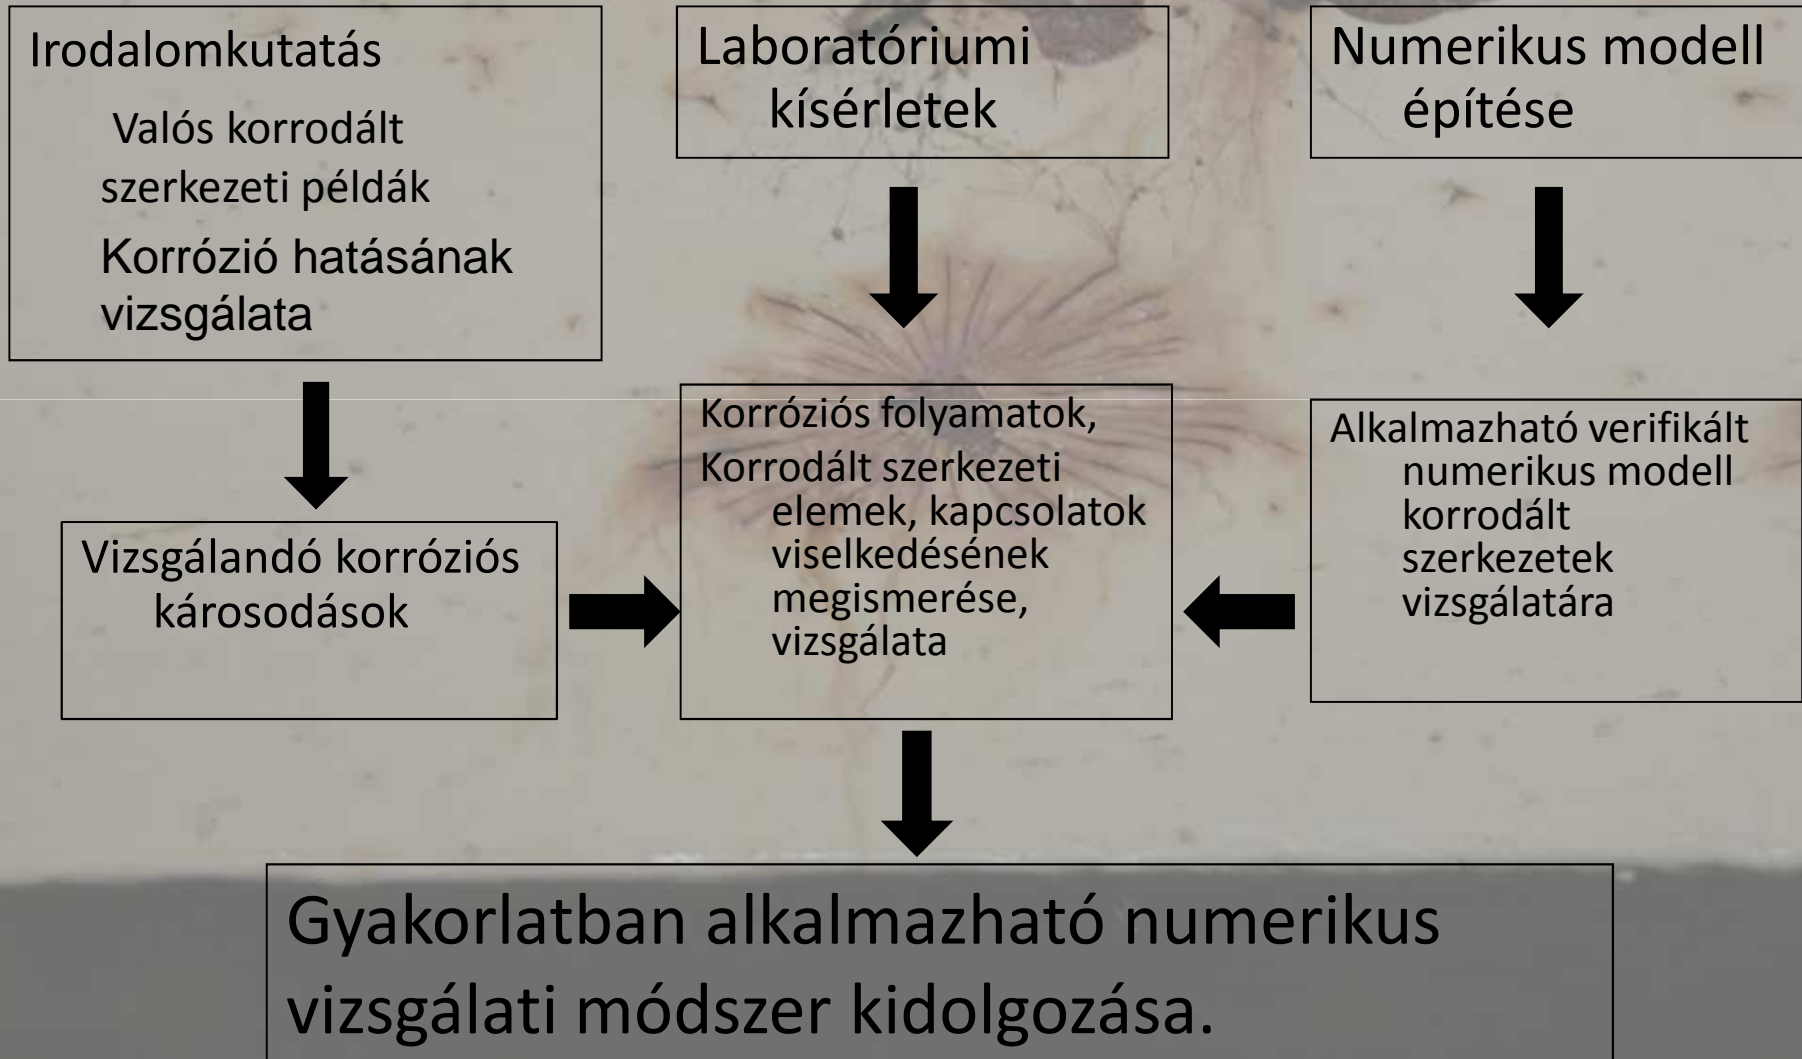 Irodalomkutatás
Valós korrodált
szerkezeti példák
Korrózió hatásának
vizsgálata
Laboratóriumi
kísérletek
Numerikus modell
építése
Vizsgálandó korróziós
károsodások
Korróziós folyamatok,
Korrodált szerkezeti
elemek, kapcsolatok
viselkedésének
megismerése,
vizsgálata
Alkalmazható verifikált
numerikus modell
korrodált
szerkezetek
vizsgálatára
Gyakorlatban alkalmazható numerikus
vizsgálati módszer kidolgozása.